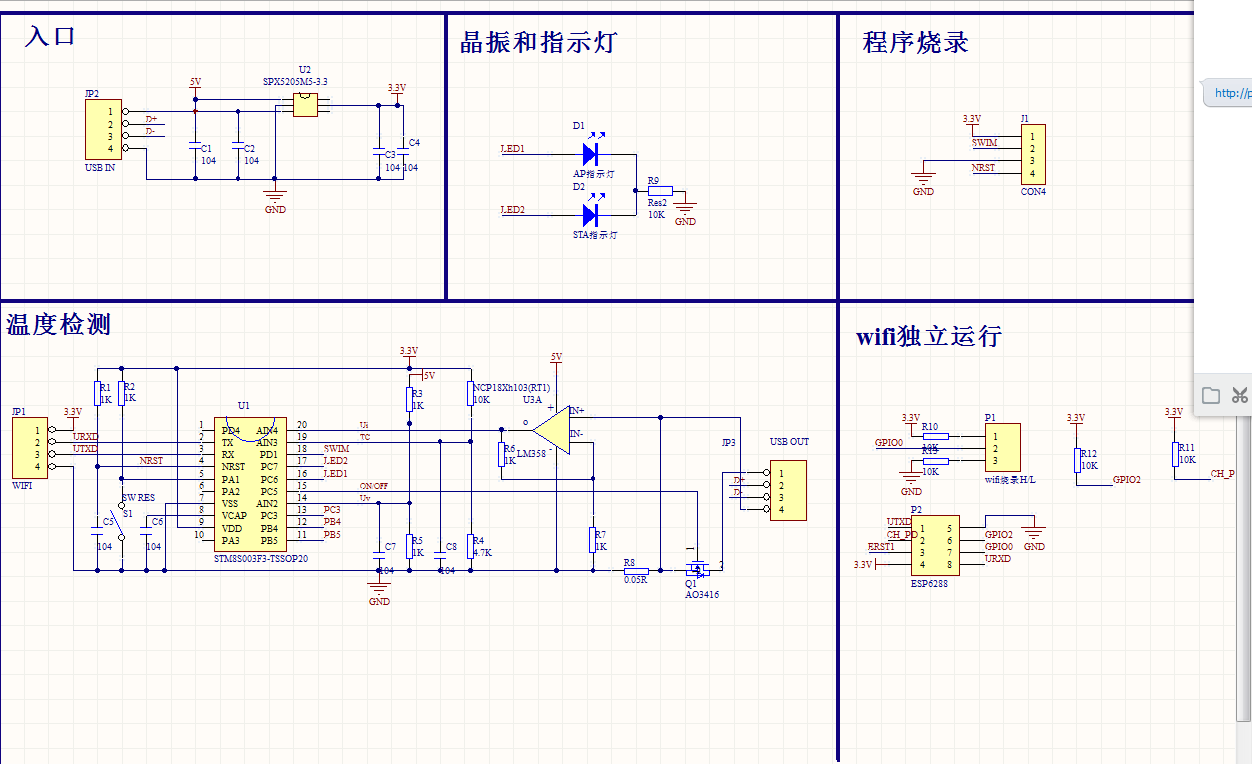 入口
晶振和指示灯
程序烧录
http://p
U2
SPX5205M5-3.3
5V
3.3V
JP2
1
2
3
4
D+
D-
C1
104
C2
104
C3
104
C4
104
USB IN
GND
D1
LED1
AP指示灯
D2
LED2
STA指示灯
R9
Res2
10K
GND
3.3V
J1
SWIM
NRST
1
2
3
4
GND
CON4
温度检测
wifi独立运行
3.3V
5V
5V
R1
1K
R2
1K
R3
1K
NCP18Xh103(RT1)
10K
U3A
JP1
3.3V
1
2
3
4
WIFI
URXD
UTXD
NRST
U1
1
2
3
4
5
6
7
8
9
10
PD4
TX
RX
NRST
PA1
PA2
VSS
VCAP
VDD
PA3
AIN4
AIN3
PD1
PC7
PC6
PC5
AIN2
PC3
PB4
PB5
20
19
18
17
16
15
14
13
12
11
Ui
TC
SWIM
LED2
LED1
ON/OFF
Uv
PC3
PB4
PB5
STM8S003F3-TSSOP20
SW RES
S1
C5
104
C6
104
C7
104
R5
1K
C8
104
R4
4.7K
GND
IN+
IN-
+
-
o
LM358
R6
1K
R7
1K
R8
0.05R
1
2
Q1
AO3416
JP3
USB OUT
D+
D-
1
2
3
4
3.3V
R10
10K
GPIO0
10K
GND
P1
1
2
3
wifi烧录H/L
3.3V
R12
10K
GPIO2
3.3V
R11
10K
CH_P
P2
UTXD
CH_PD
ERST1
3.3V
1
2
3
4
5
6
7
8
GPIO2
GPIO0
URXD
GND
ESP6288